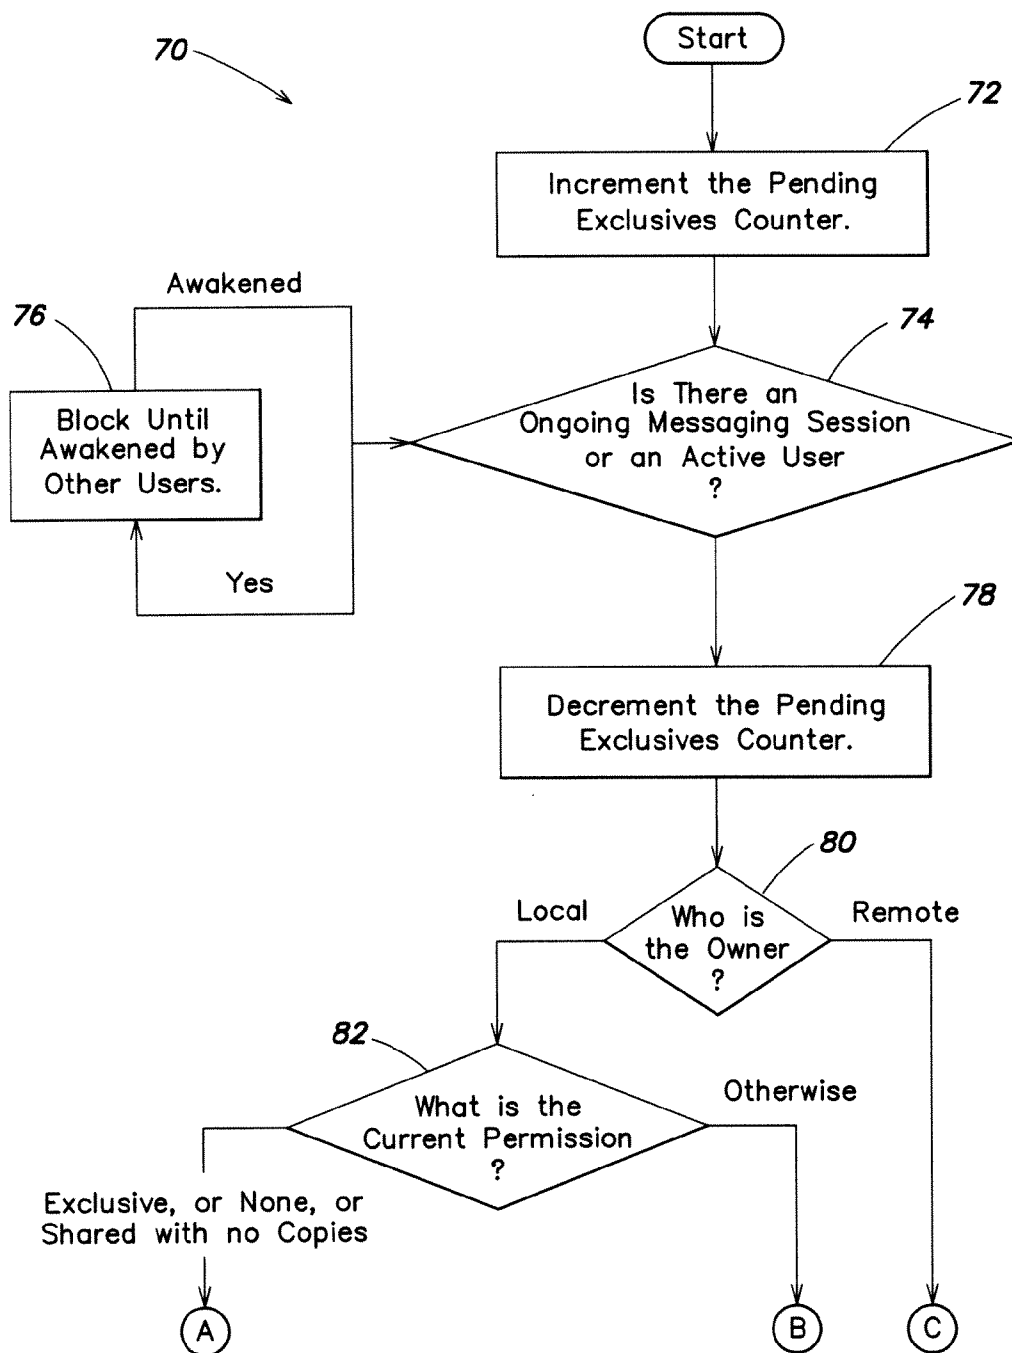 Start
70
72
Increment the Pending
Exclusives Counter.
Awakened
76
74
Block Until
Awakened by
Other Users.
Is There an
Ongoing Messaging Session
or an Active User
?
Yes
78
Decrement the Pending
Exclusives Counter.
80
Local
Who is
the Owner
?
Remote
82
What is the
Current Permission
?
Otherwise
Exclusive, or None, or
Shared with no Copies
A
B
C